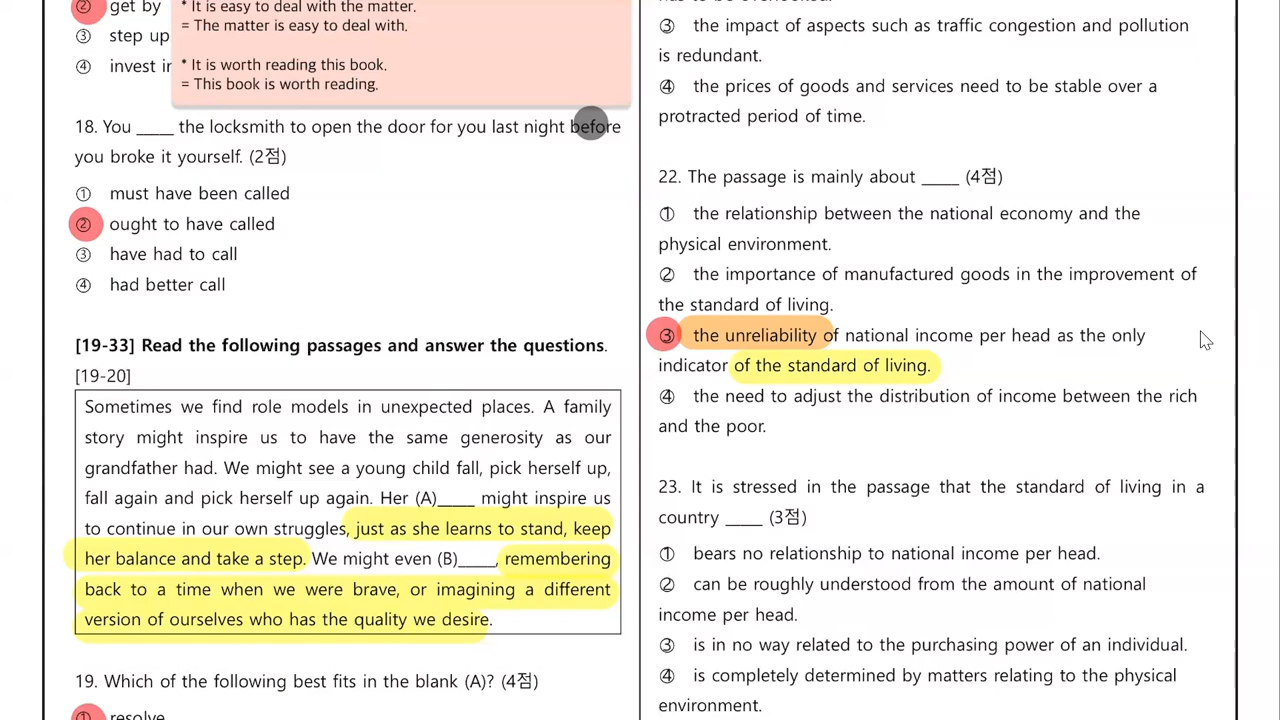 ② get by
③ step up
④ invest in
* It is easy to deal with the matter.
= The matter is easy to deal with.
* It is worth reading this book.
= This book is worth reading.
18. You _____ the locksmith to open the door for you last night before
you broke it yourself. (2점)
① must have been called
② ought to have called
③ have had to call
④ had better call
[19-33] Read the following passages and answer the questions.
[19-20]
Sometimes we find role models in unexpected places. A family
story might inspire us to have the same generosity as our
grandfather had. We might see a young child fall, pick herself up,
fall again and pick herself up again. Her (A)_____ might inspire us
to continue in our own struggles, just as she learns to stand, keep
her balance and take a step. We might even (B)_____, remembering
back to a time when we were brave, or imagining a different
version of ourselves who has the quality we desire.
19. Which of the following best fits in the blank (A)? (4점)
① resolve
③ the impact of aspects such as traffic congestion and pollution
is redundant.
④ the prices of goods and services need to be stable over a
protracted period of time.
22. The passage is mainly about _____ (4점)
① the relationship between the national economy and the
physical environment.
② the importance of manufactured goods in the improvement of
the standard of living.
③ the unreliability of national income per head as the only
indicator of the standard of living.
④ the need to adjust the distribution of income between the rich
and the poor.
23. It is stressed in the passage that the standard of living in a
country _____ (3점)
① bears no relationship to national income per head.
② can be roughly understood from the amount of national
income per head.
③ is in no way related to the purchasing power of an individual.
④ is completely determined by matters relating to the physical
environment.